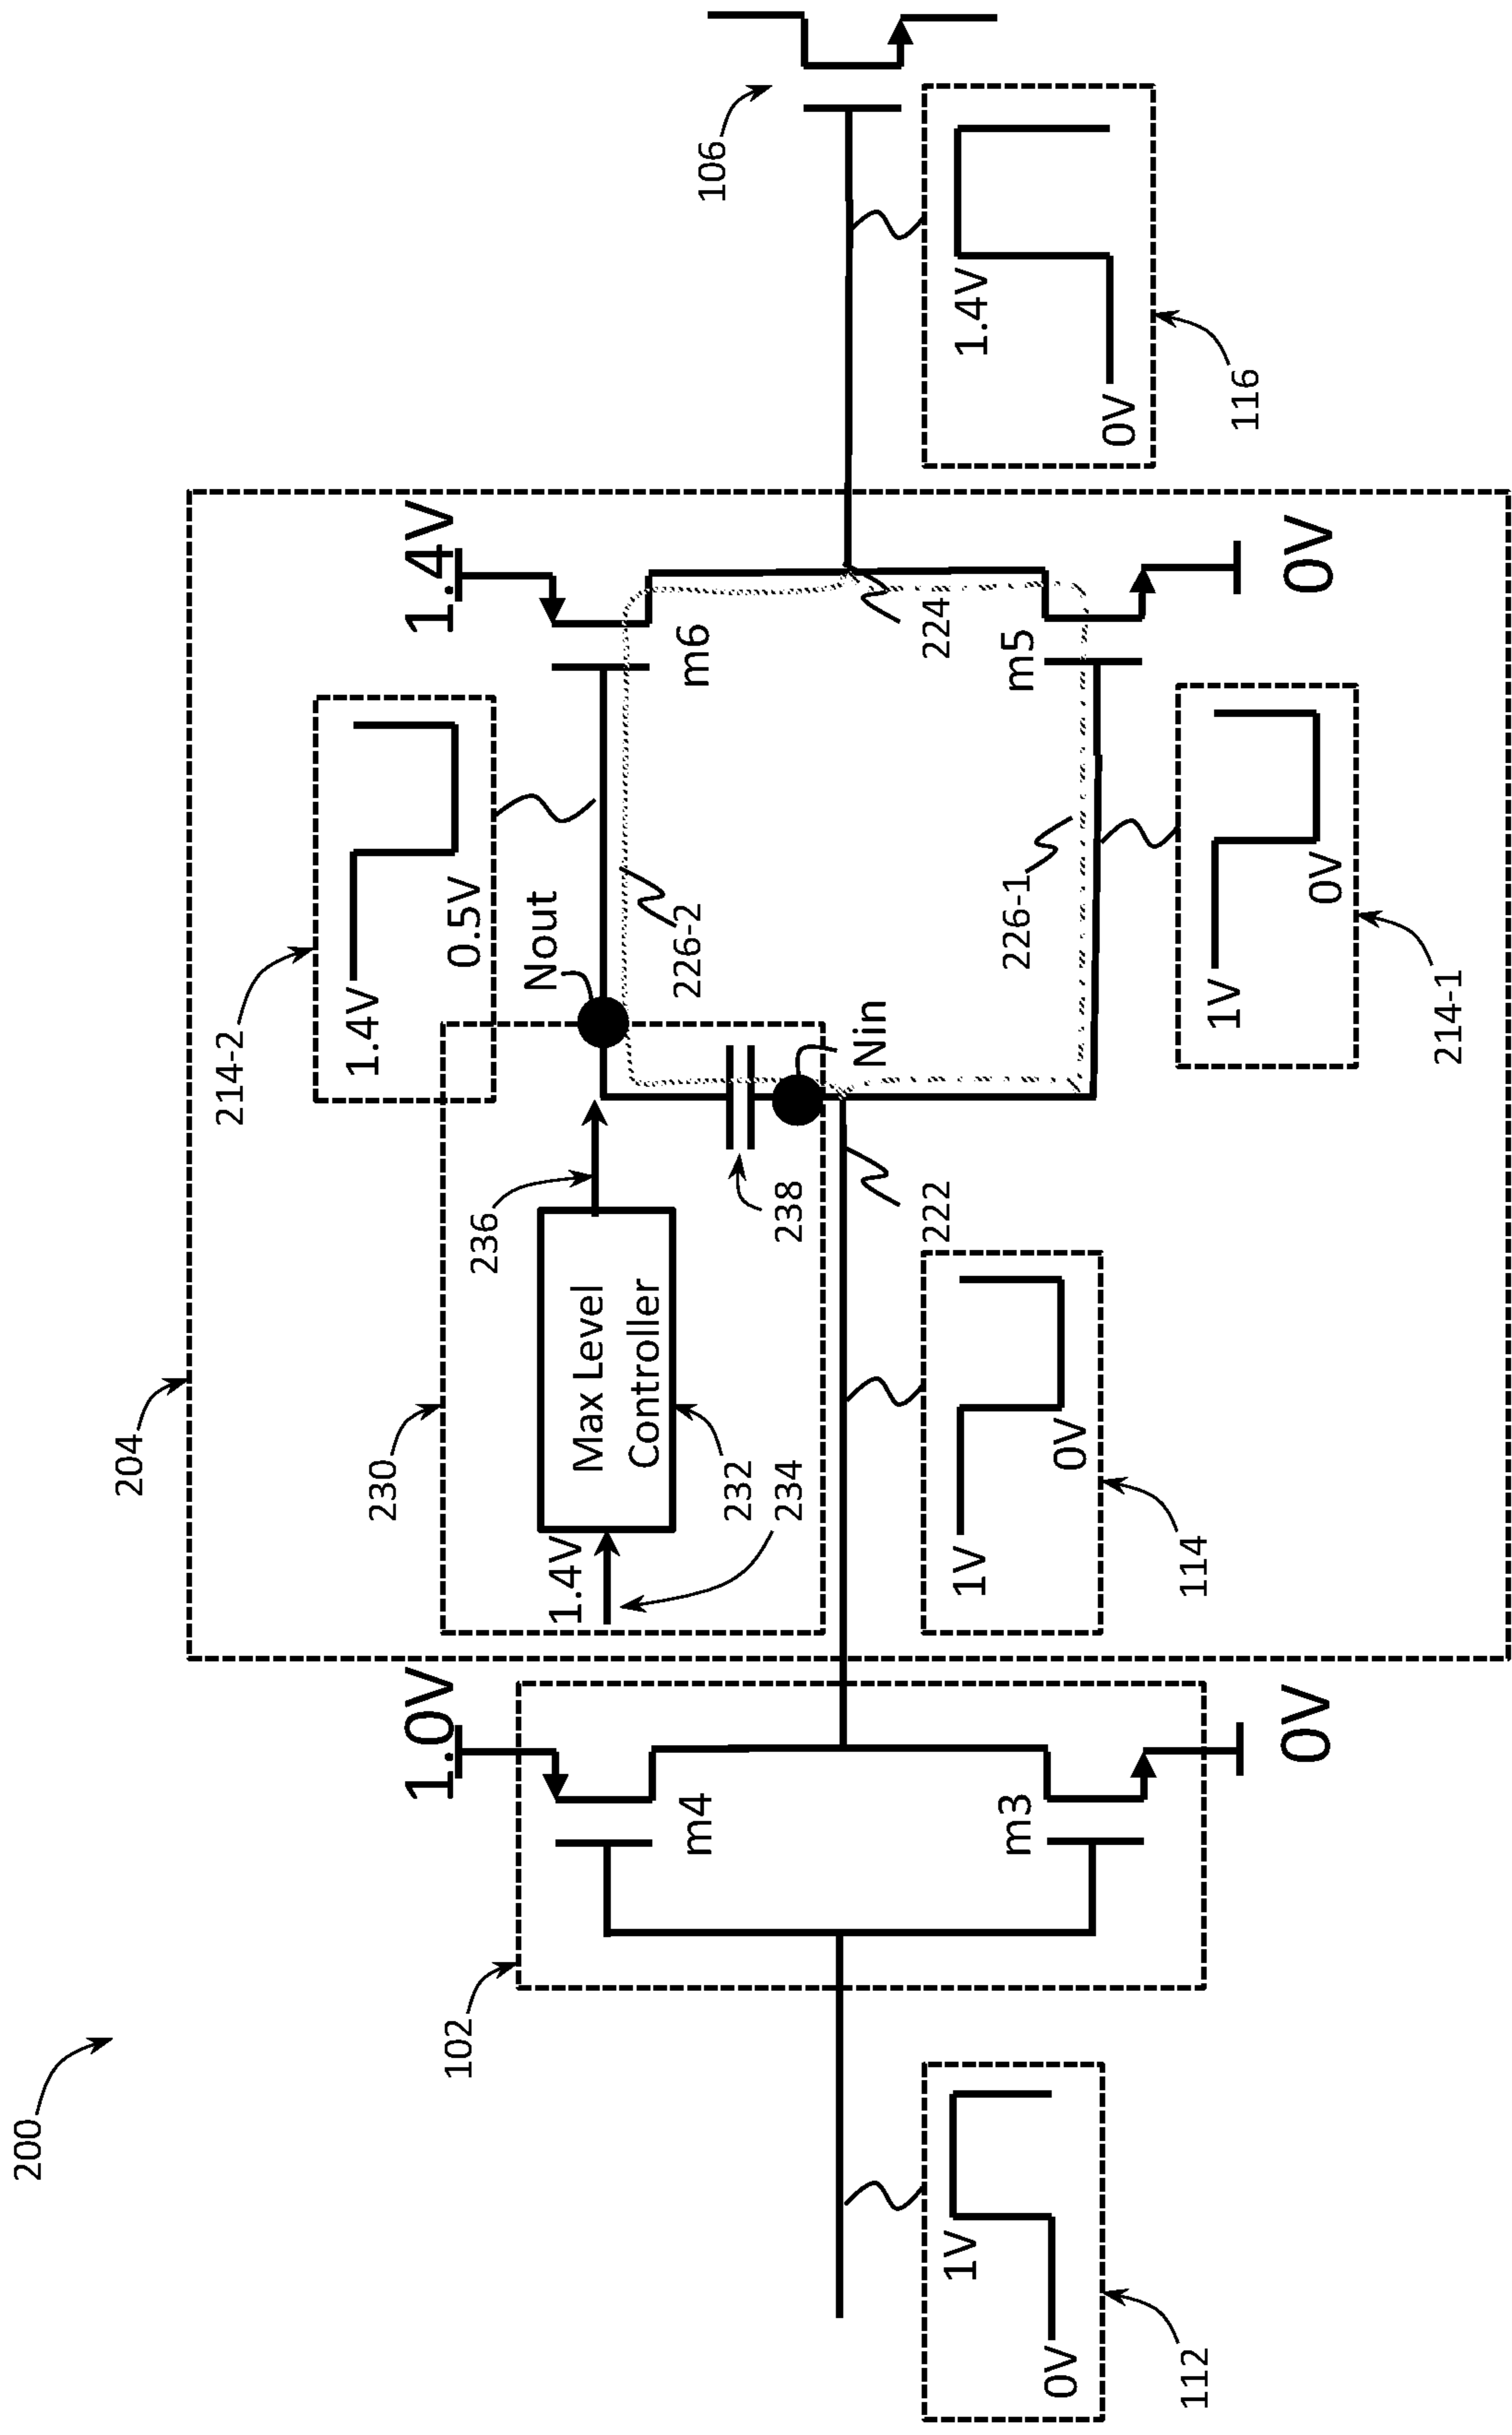 200
204
214-2
1.4V
0.5V
230
236
1.4V
Max Level
Controller
232
234
238
Nout
Nin
226-2
226-1
1.4V
m6
224
m5
0V
106
1.0V
102
m4
m3
0V
222
1V
0V
112
1V
0V
114
1V
0V
214-1
1.4V
0V
116